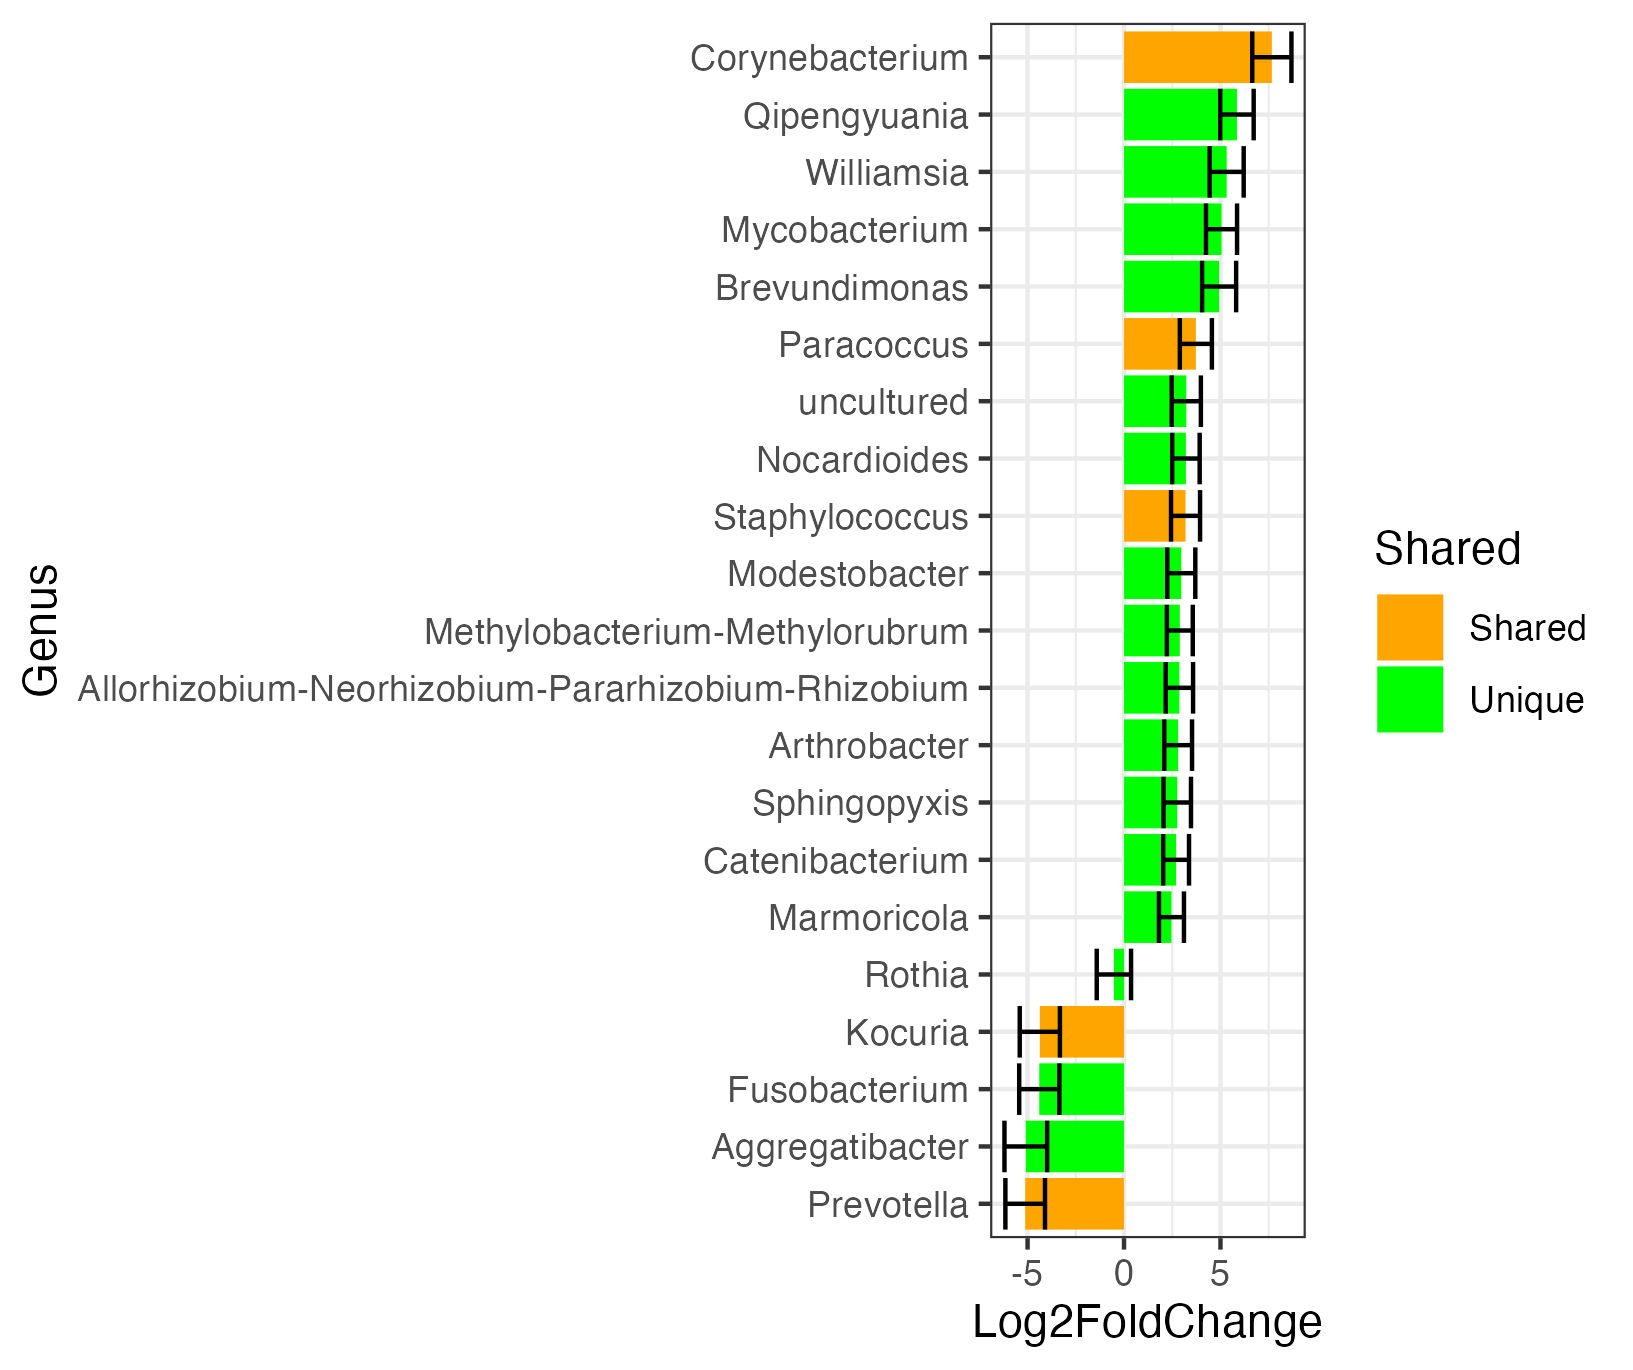 Genus
Corynebacterium
Qipengyuania
Williamsia
Mycobacterium
Brevundimonas
Paracoccus
uncultured
Nocardioides
Staphylococcus
Modestobacter
Methylobacterium-Methylorubrum
Allorhizobium-Neorhizobium-Pararhizobium-Rhizobium
Arthrobacter
Sphingopyxis
Catenibacterium
Marmoricola
Rothia
Kocuria
Fusobacterium
Aggregatibacter
Prevotella
-5 0 5
Log2FoldChange
Shared
Shared
Unique